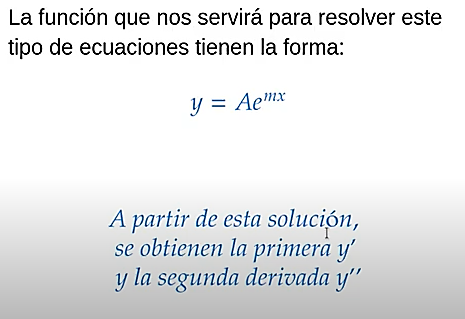 La función que nos servirá para resolver este
tipo de ecuaciones tienen la forma:
y = Ae^{mx}
A partir de esta solución,
se obtienen la primera y′
y la segunda derivada y′′